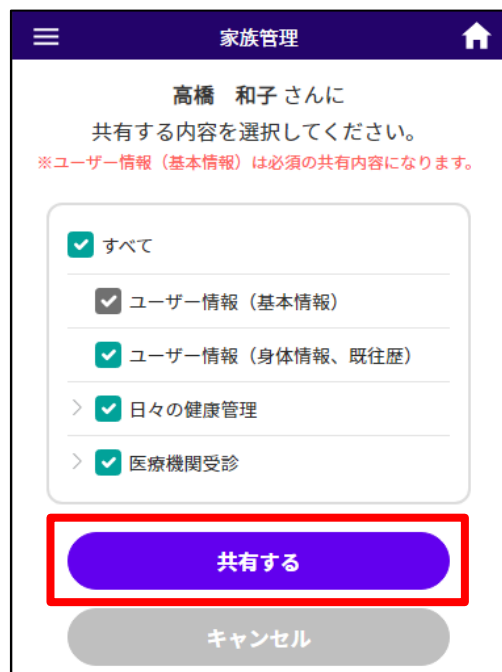 家族管理
高橋　和子 さんに
共有する内容を選択してください。
※ユーザー情報（基本情報）は必須の共有内容になります。
すべて
ユーザー情報（基本情報）
ユーザー情報（身体情報、既往歴）
日々の健康管理
医療機関受診
共有する
キャンセル